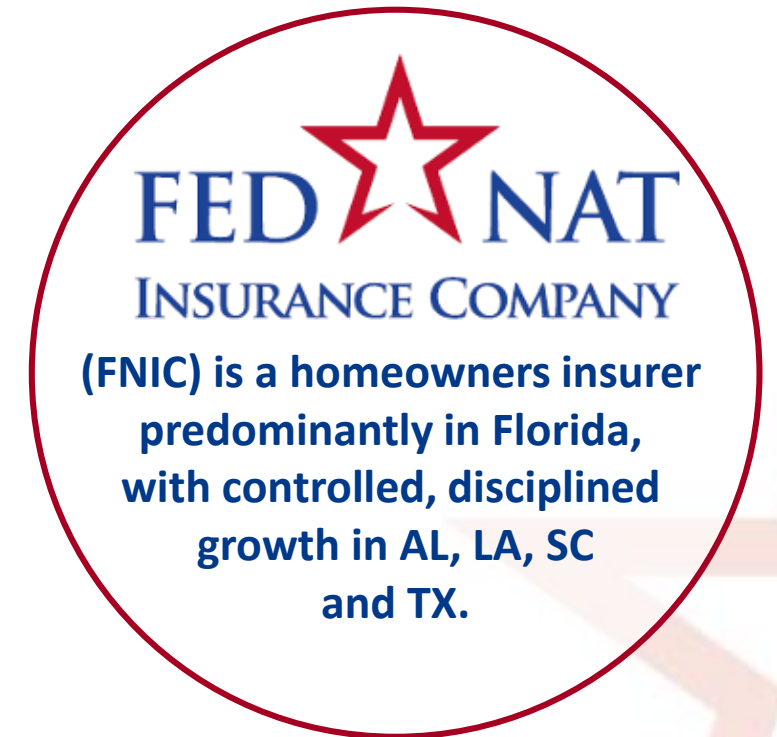 FED NAT
INSURANCE COMPANY
(FNIC) is a homeowners insurer
predominantly in Florida,
with controlled, disciplined
growth in AL, LA, SC
and TX.